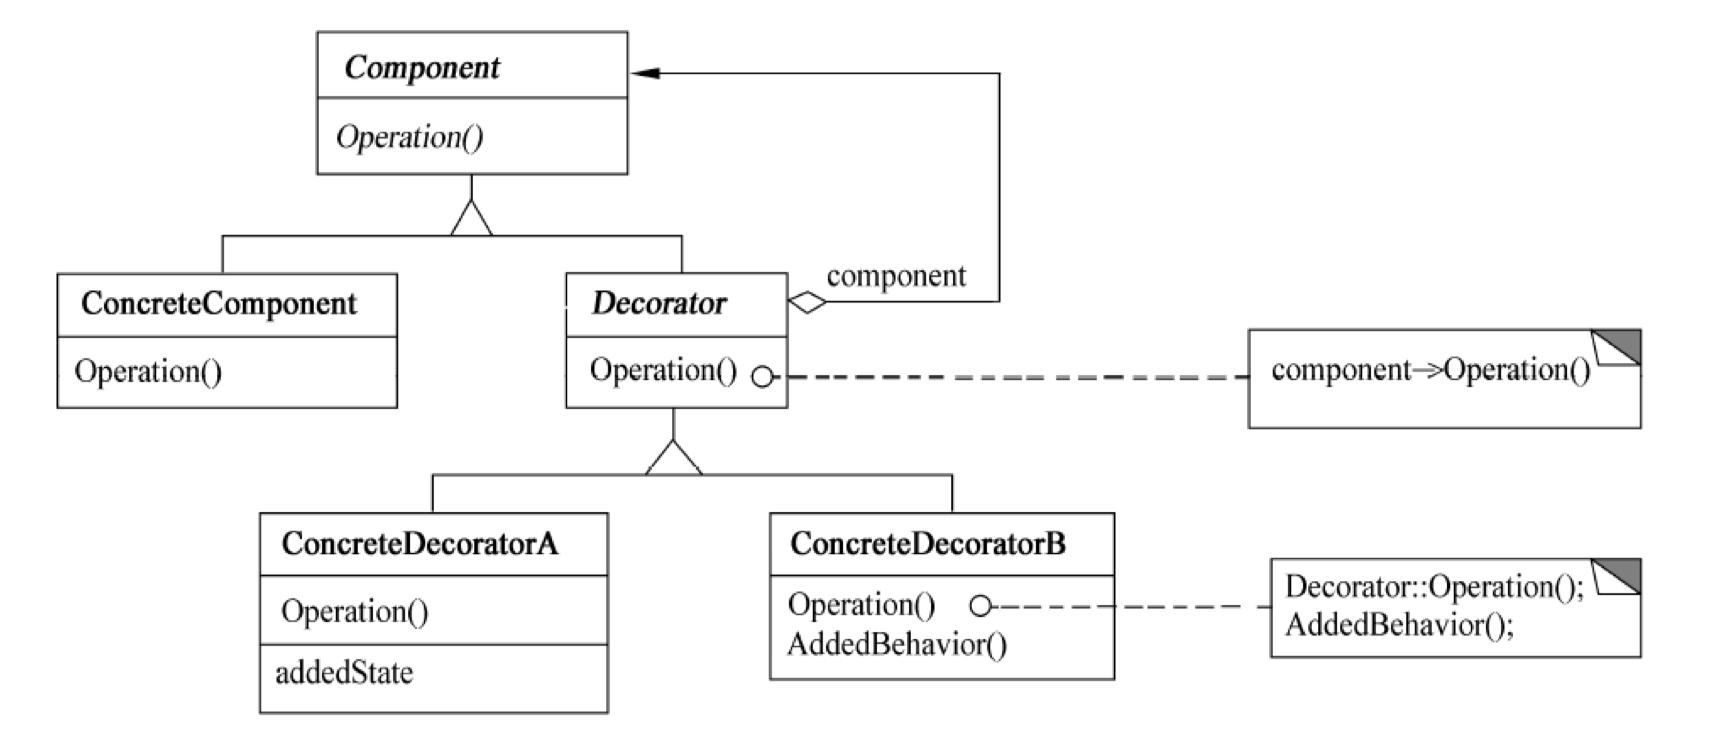 Component
Operation()
component
ConcreteComponent
Operation()
Decorator
Operation()
component->Operation()
ConcreteDecoratorA
Operation()
addedState
ConcreteDecoratorB
Operation()
AddedBehavior()
Decorator::Operation();
AddedBehavior();